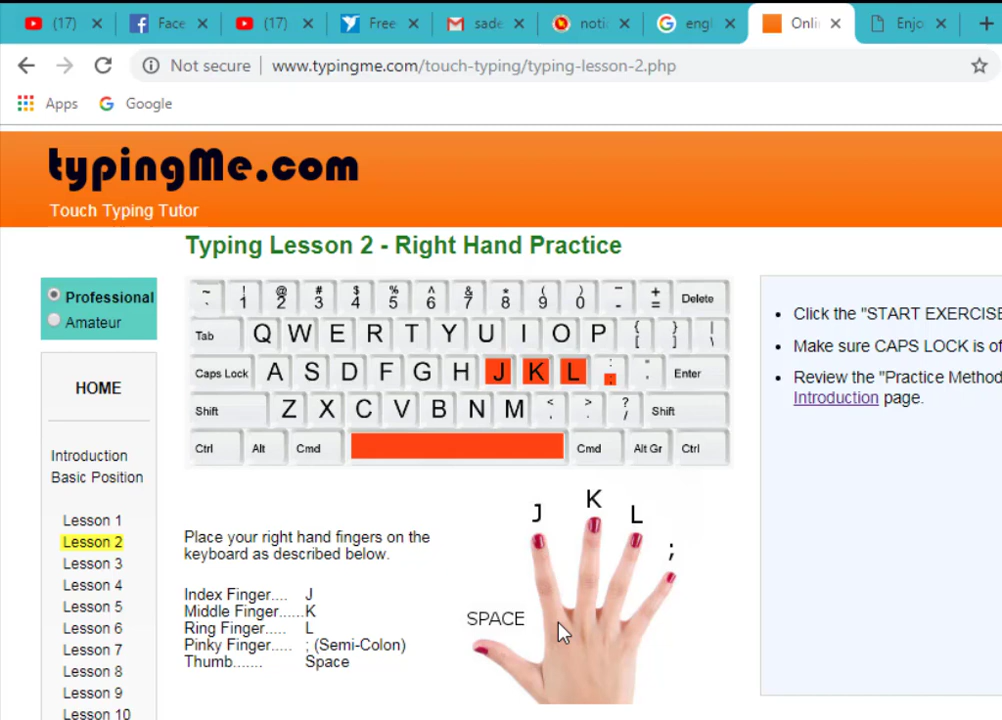 (17) Face (17) Free sade noti engl Onli Enjo
Not secure | www.typingme.com/touch-typing/typing-lesson-2.php
Apps Google
typingMe.com
Touch Typing Tutor
Typing Lesson 2 - Right Hand Practice
Professional
Amateur
HOME
Introduction
Basic Position
Lesson 1
Lesson 2
Lesson 3
Lesson 4
Lesson 5
Lesson 6
Lesson 7
Lesson 8
Lesson 9
Lesson 10
~ ! @ # $ % ^ & * ( ) _ +
` 1 2 3 4 5 6 7 8 9 0 - = Delete
Tab Q W E R T Y U I O P { [ } ] | \
Caps Lock A S D F G H J K L : ; " ' Enter
Shift Z X C V B N M < , > . ? / Shift
Ctrl Alt Cmd Cmd Alt Gr Ctrl
Place your right hand fingers on the
keyboard as described below.
Index Finger.... J
Middle Finger......K
Ring Finger..... L
Pinky Finger..... ; (Semi-Colon)
Thumb....... Space
J K L ;
SPACE
• Click the "START EXERCISE
• Make sure CAPS LOCK is of
• Review the "Practice Method
Introduction page.